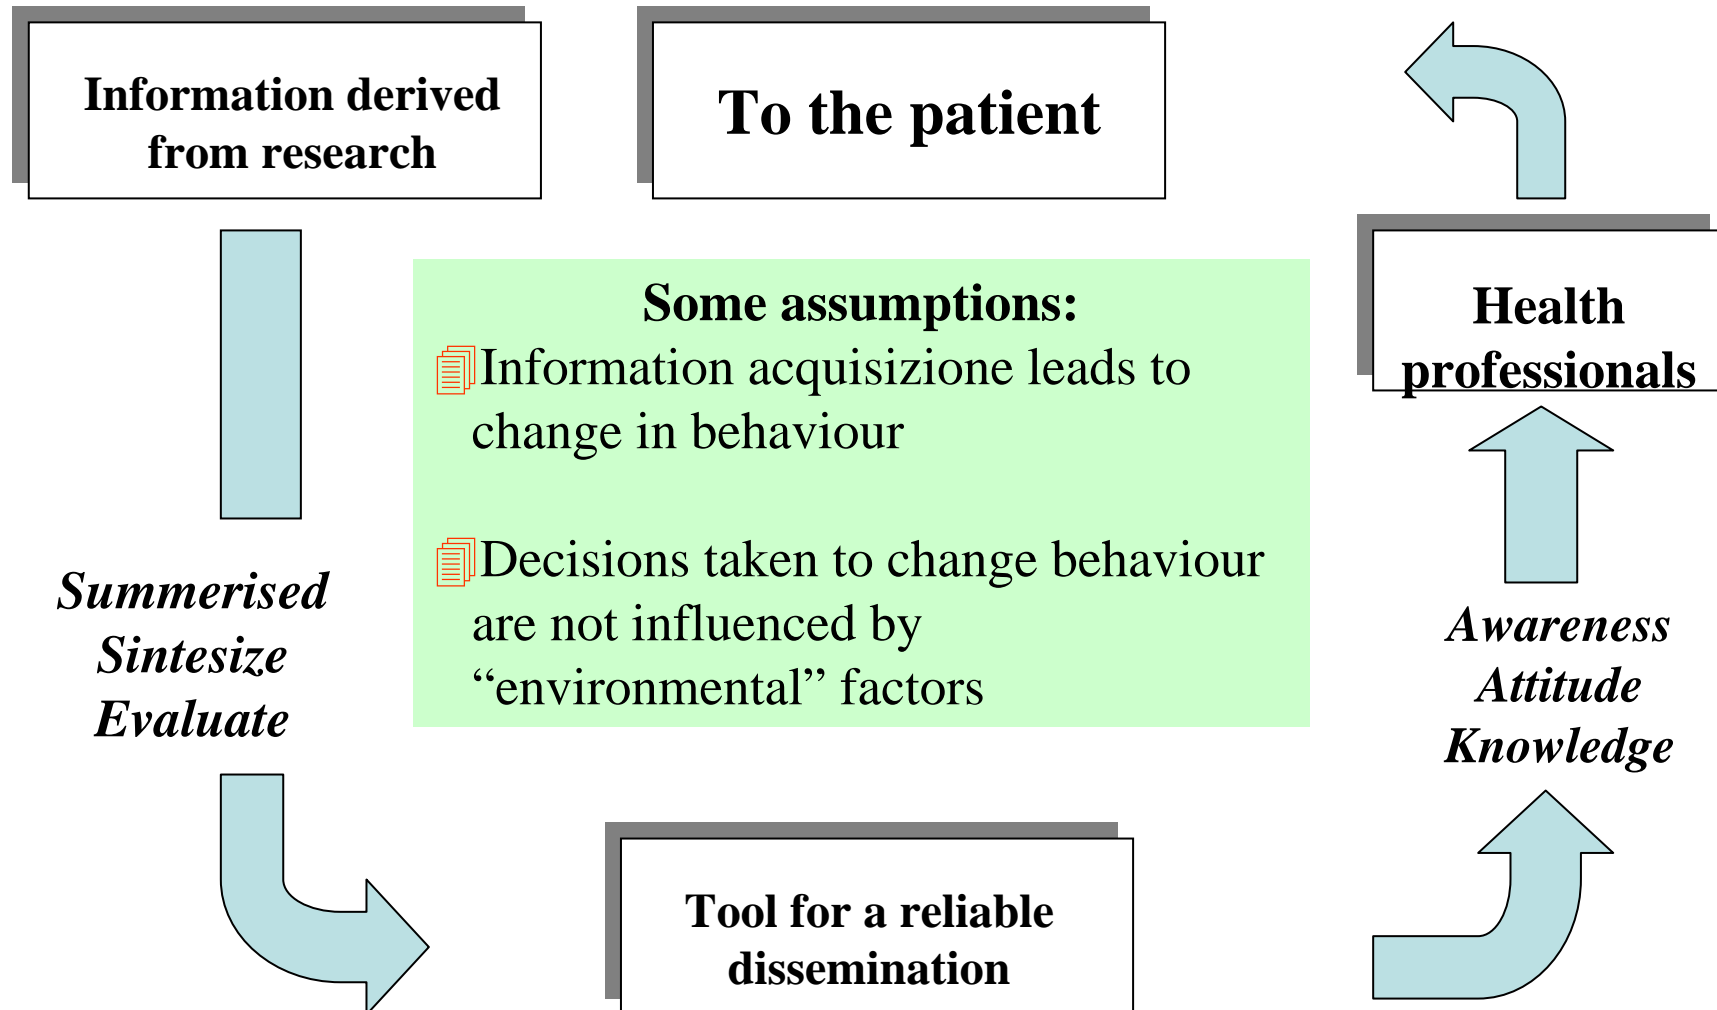 Information derived
from research
To the patient
Health
professionals
Some assumptions:
Information acquisizione leads to
change in behaviour
Decisions taken to change behaviour
are not influenced by
“environmental” factors
Summerised
Sintesize
Evaluate
Awareness
Attitude
Knowledge
Tool for a reliable
dissemination